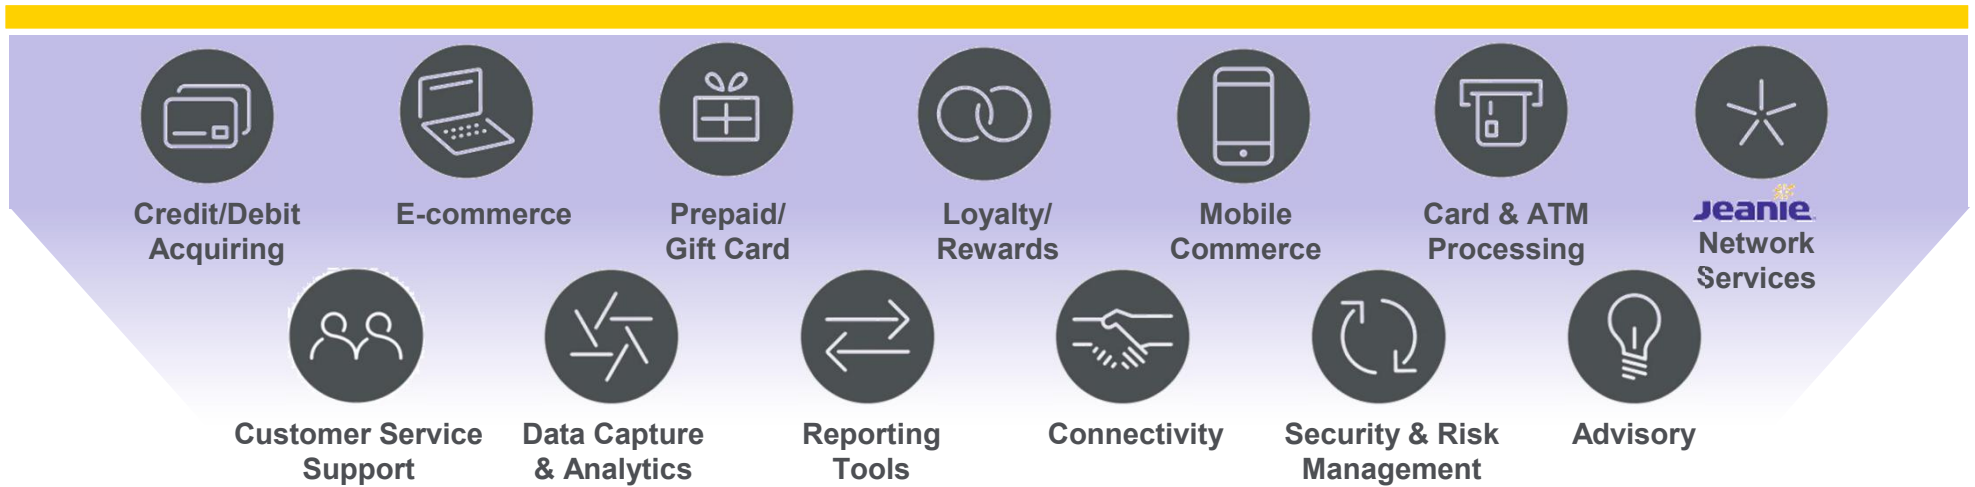 Credit/Debit
Acquiring
E-commerce
Prepaid/
Gift Card
Loyalty/
Rewards
Mobile
Commerce
Card & ATM
Processing
Jeanie
Network
Services
Customer Service
Support
Data Capture
& Analytics
Reporting
Tools
Connectivity
Security & Risk
Management
Advisory